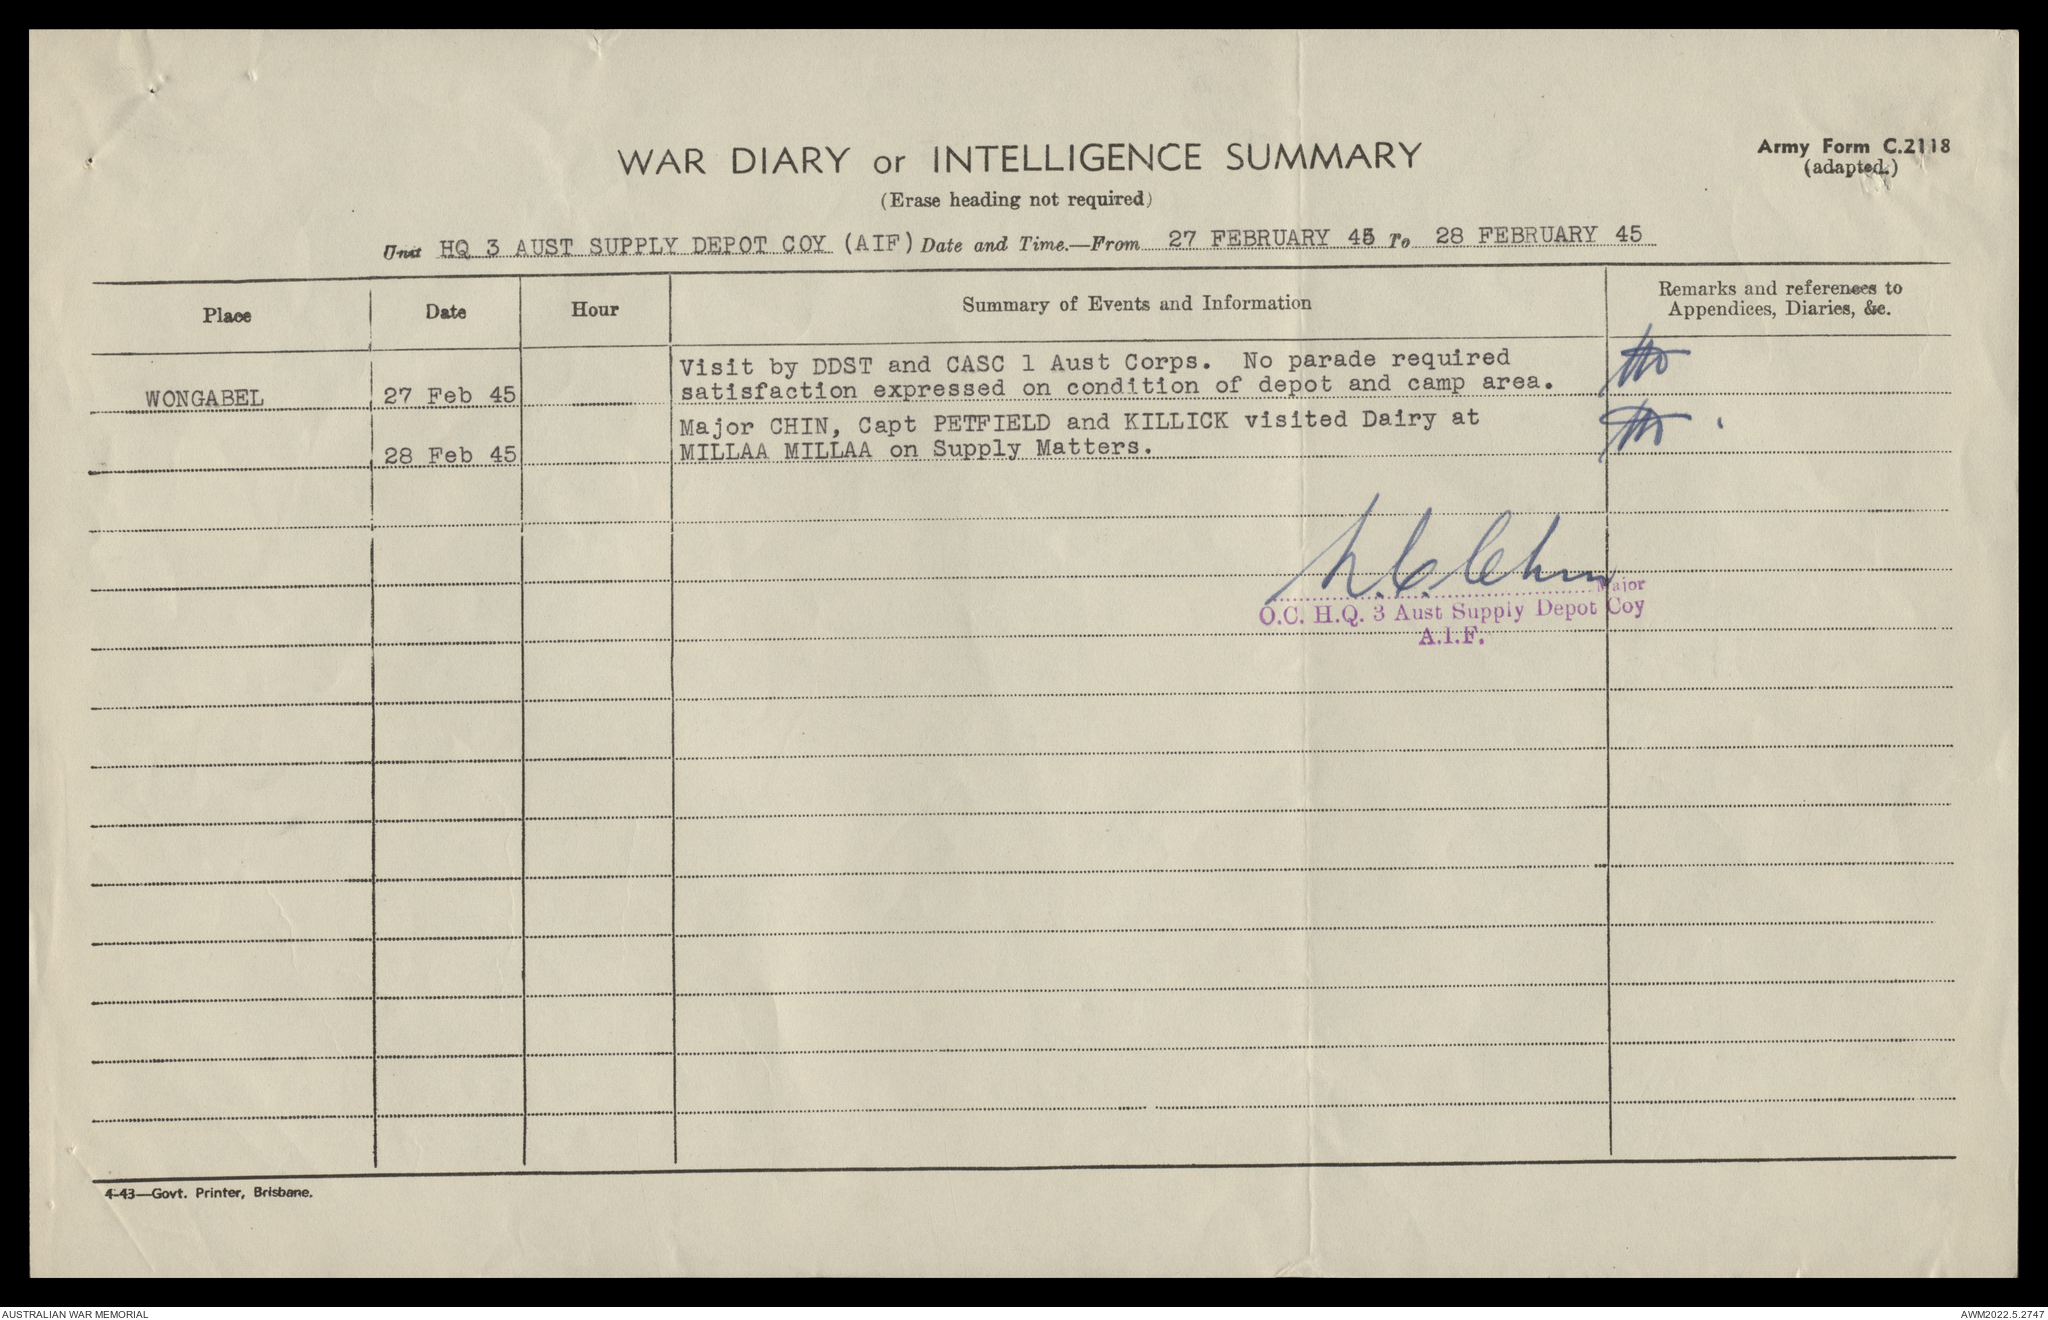 WAR DIARY or INTELLIGENCE SUMMARY
Army Form C.2118
(adapted.)
(Erase heading not required)
Unit HQ 3 AUST SUPPLY DEPOT COY (AIF) Date and Time.—From 27 FEBRUARY 45 To 28 FEBRUARY 45
Place Date Hour Summary of Events and Information Remarks and references to
Appendices, Diaries, &c.
Visit by DDST and CASC 1 Aust Corps. No parade required
WONGABEL 27 Feb 45 satisfaction expressed on condition of depot and camp area.
Major CHIN, Capt PETFIELD and KILLICK visited Dairy at
28 Feb 45 MILLAA MILLAA on Supply Matters.
Major
O.C. H.Q. 3 Aust Supply Depot Coy
A.I.F.
4-43—Govt. Printer, Brisbane.
AUSTRALIAN WAR MEMORIAL
AWM2022.5.2747